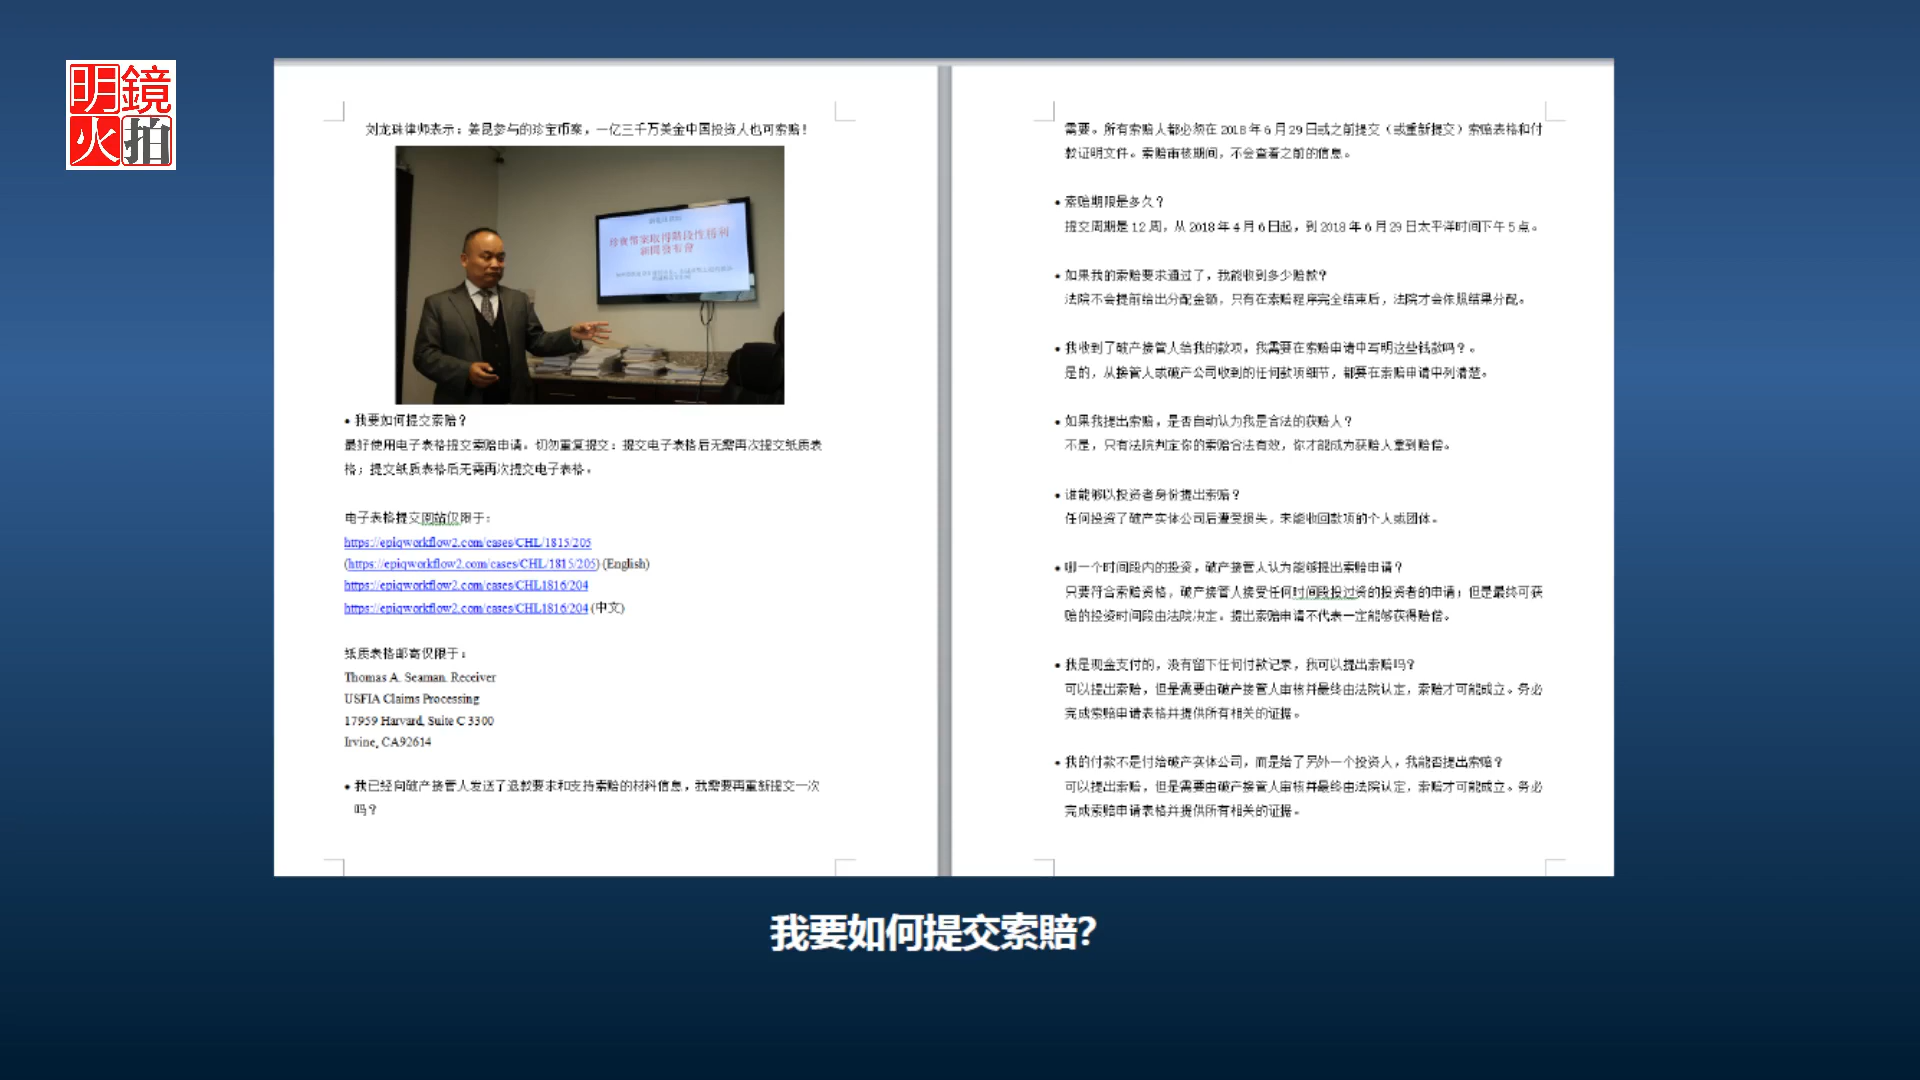 明鏡
火拍
刘龙珠律师表示：姜昆参与的珍宝币案，一亿三千万美金中国投资人也可索赔！
珍寶幣案取得階段性勝利
新聞發布會
• 我要如何提交索赔？
最好使用电子表格提交索赔申请。切勿重复提交：提交电子表格后无需再次提交纸质表
格；提交纸质表格后无需再次提交电子表格。
电子表格提交网站仅限于：
https://epiqworkflow2.com/cases/CHL/1815/205
(https://epiqworkflow2.com/cases/CHL/1815/205) (English)
https://epiqworkflow2.com/cases/CHL1816/204
https://epiqworkflow2.com/cases/CHL1816/204 (中文)
纸质表格邮寄仅限于：
Thomas A. Seaman. Receiver
USFIA Claims Processing
17959 Harvard, Suite C 3300
Irvine, CA92614
• 我已经向破产接管人发送了退款要求和支持索赔的材料信息，我需要再重新提交一次
吗？
需要。所有索赔人都必须在 2018 年 6 月 29 日或之前提交（或重新提交）索赔表格和付
款证明文件。索赔审核期间，不会查看之前的信息。
• 索赔期限是多久？
提交周期是 12 周，从 2018 年 4 月 6 日起，到 2018 年 6 月 29 日太平洋时间下午 5 点。
• 如果我的索赔要求通过了，我能收到多少赔款？
法院不会提前给出分配金额，只有在索赔程序完全结束后，法院才会依照结果分配。
• 我收到了破产接管人给我的款项，我需要在索赔申请中写明这些钱款吗？。
是的，从接管人或破产公司收到的任何款项细节，都要在索赔申请中列清楚。
• 如果我提出索赔，是否自动认为我是合法的获赔人？
不是，只有法院判定你的索赔合法有效，你才能成为获赔人拿到赔偿。
• 谁能够以投资者身份提出索赔？
任何投资了破产实体公司后遭受损失，未能收回款项的个人或团体。
• 哪一个时间段内的投资，破产接管人认为能够提出索赔申请？
只要符合索赔资格，破产接管人接受任何时间段投过资的投资者的申请；但是最终可获
赔的投资时间段由法院决定。提出索赔申请不代表一定能够获得赔偿。
• 我是现金支付的，没有留下任何付款记录，我可以提出索赔吗？
可以提出索赔，但是需要由破产接管人审核并最终由法院认定，索赔才可能成立。务必
完成索赔申请表格并提供所有相关的证据。
• 我的付款不是付给破产实体公司，而是给了另外一个投资人，我能否提出索赔？
可以提出索赔，但是需要由破产接管人审核并最终由法院认定，索赔才可能成立。务必
完成索赔申请表格并提供所有相关的证据。
我要如何提交索賠？